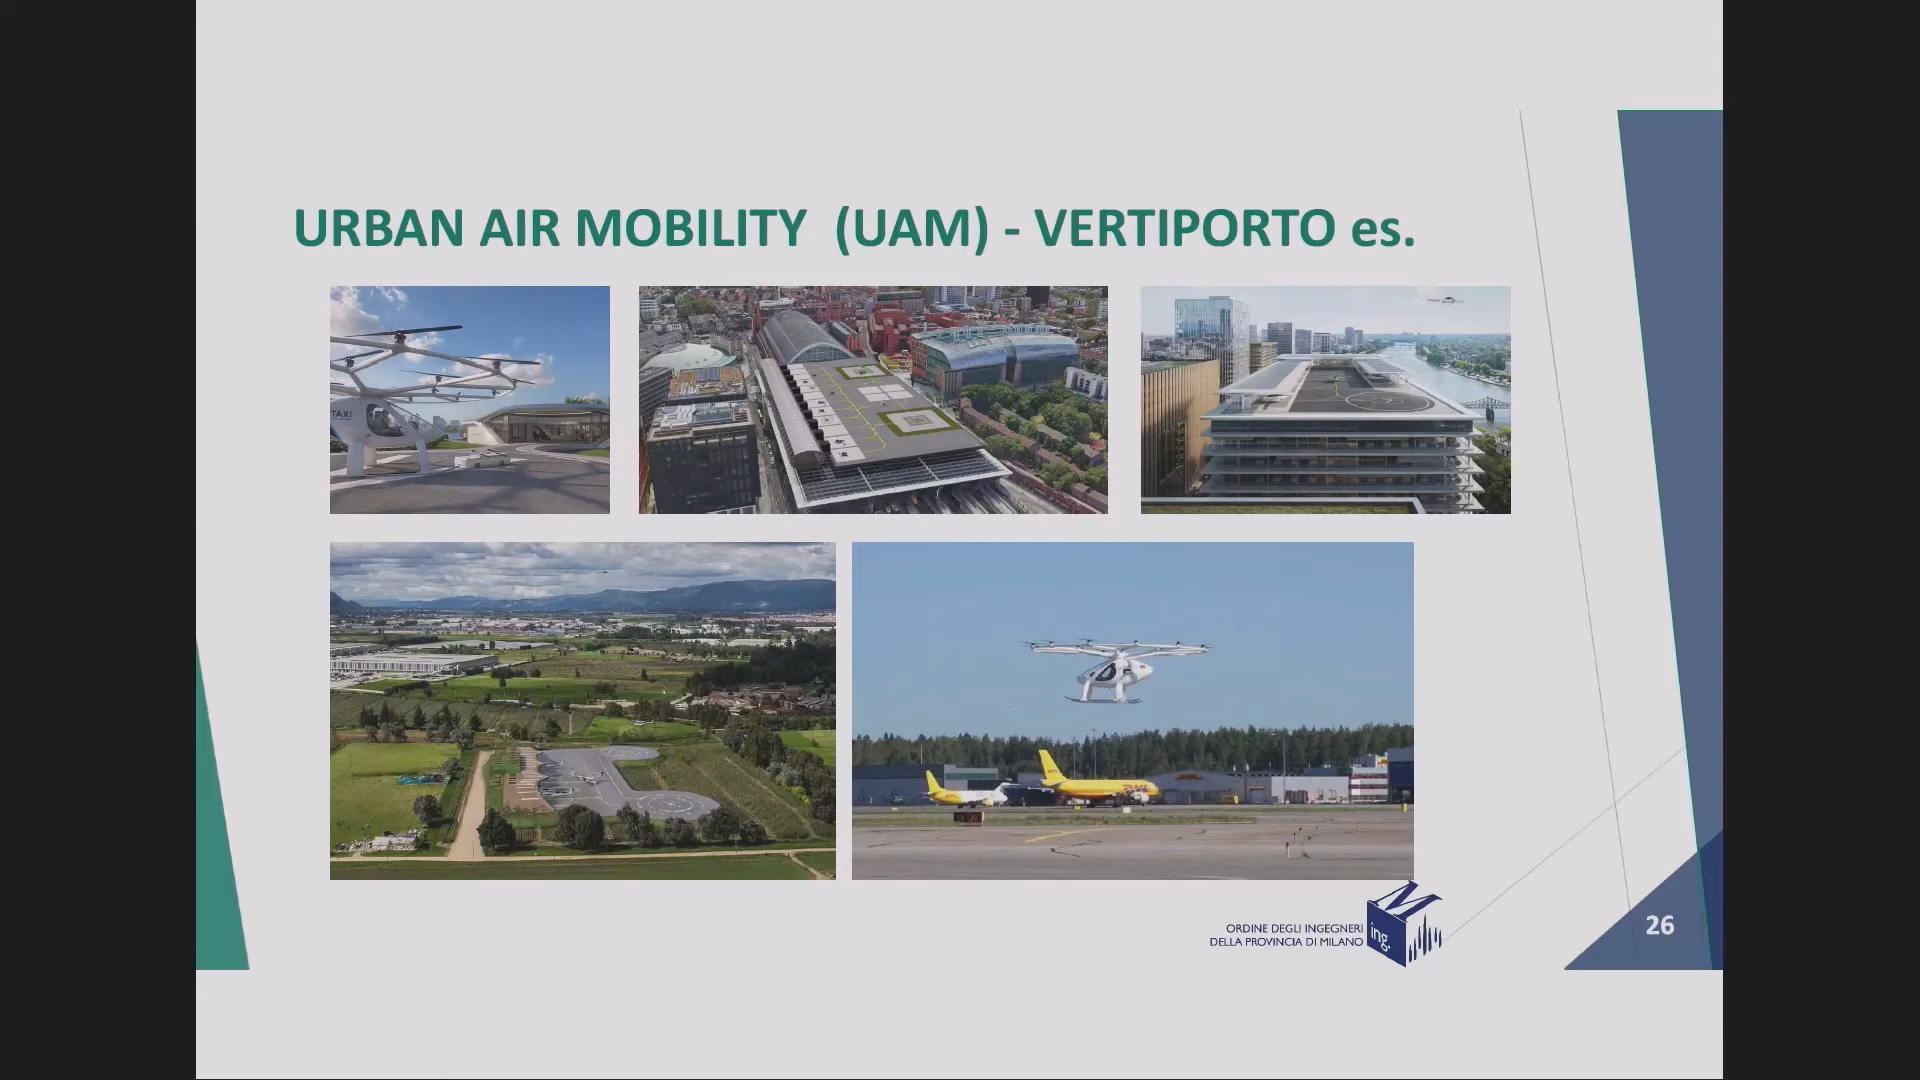 URBAN AIR MOBILITY  (UAM) - VERTIPORTO es.
TAXI
ORDINE DEGLI INGEGNERI
DELLA PROVINCIA DI MILANO
ing.
26